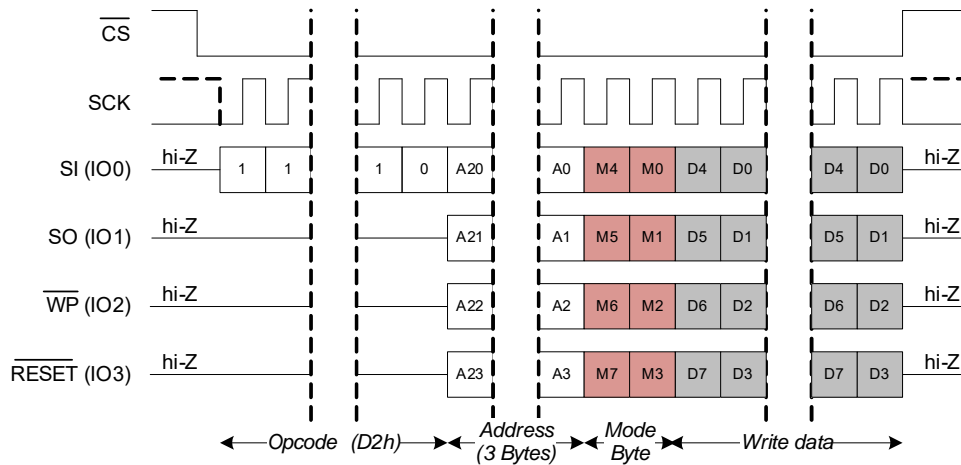 CS
SCK
SI (IO0) hi-Z 1 1 1 0 A20 A0 M4 M0 D4 D0 D4 D0 hi-Z
SO (IO1) hi-Z A21 A1 M5 M1 D5 D1 D5 D1 hi-Z
WP (IO2) hi-Z A22 A2 M6 M2 D6 D2 D6 D2 hi-Z
RESET (IO3) hi-Z A23 A3 M7 M3 D7 D3 D7 D3 hi-Z
Opcode (D2h) Address Mode Write data
(3 Bytes) Byte